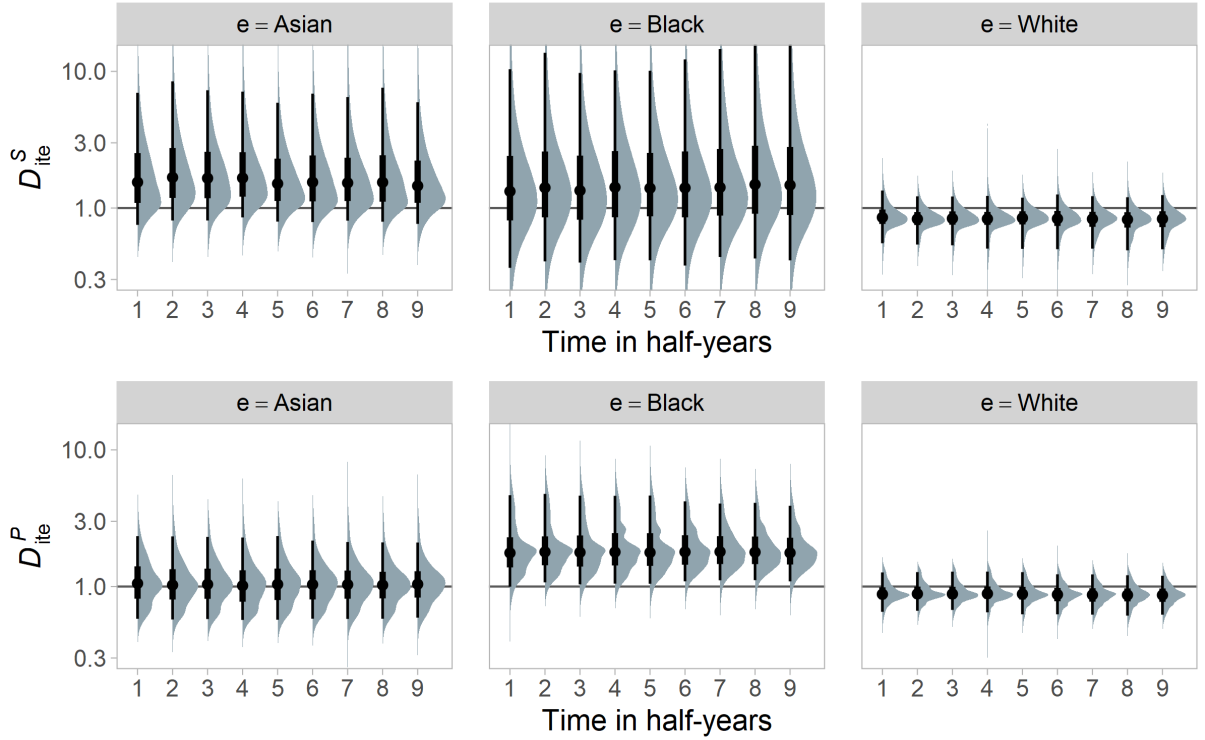 e = Asian
e = Black
e = White
D^S_ite
10.0
3.0
1.0
0.3
1 2 3 4 5 6 7 8 9
1 2 3 4 5 6 7 8 9
1 2 3 4 5 6 7 8 9
Time in half-years
e = Asian
e = Black
e = White
D^P_ite
10.0
3.0
1.0
0.3
1 2 3 4 5 6 7 8 9
1 2 3 4 5 6 7 8 9
1 2 3 4 5 6 7 8 9
Time in half-years